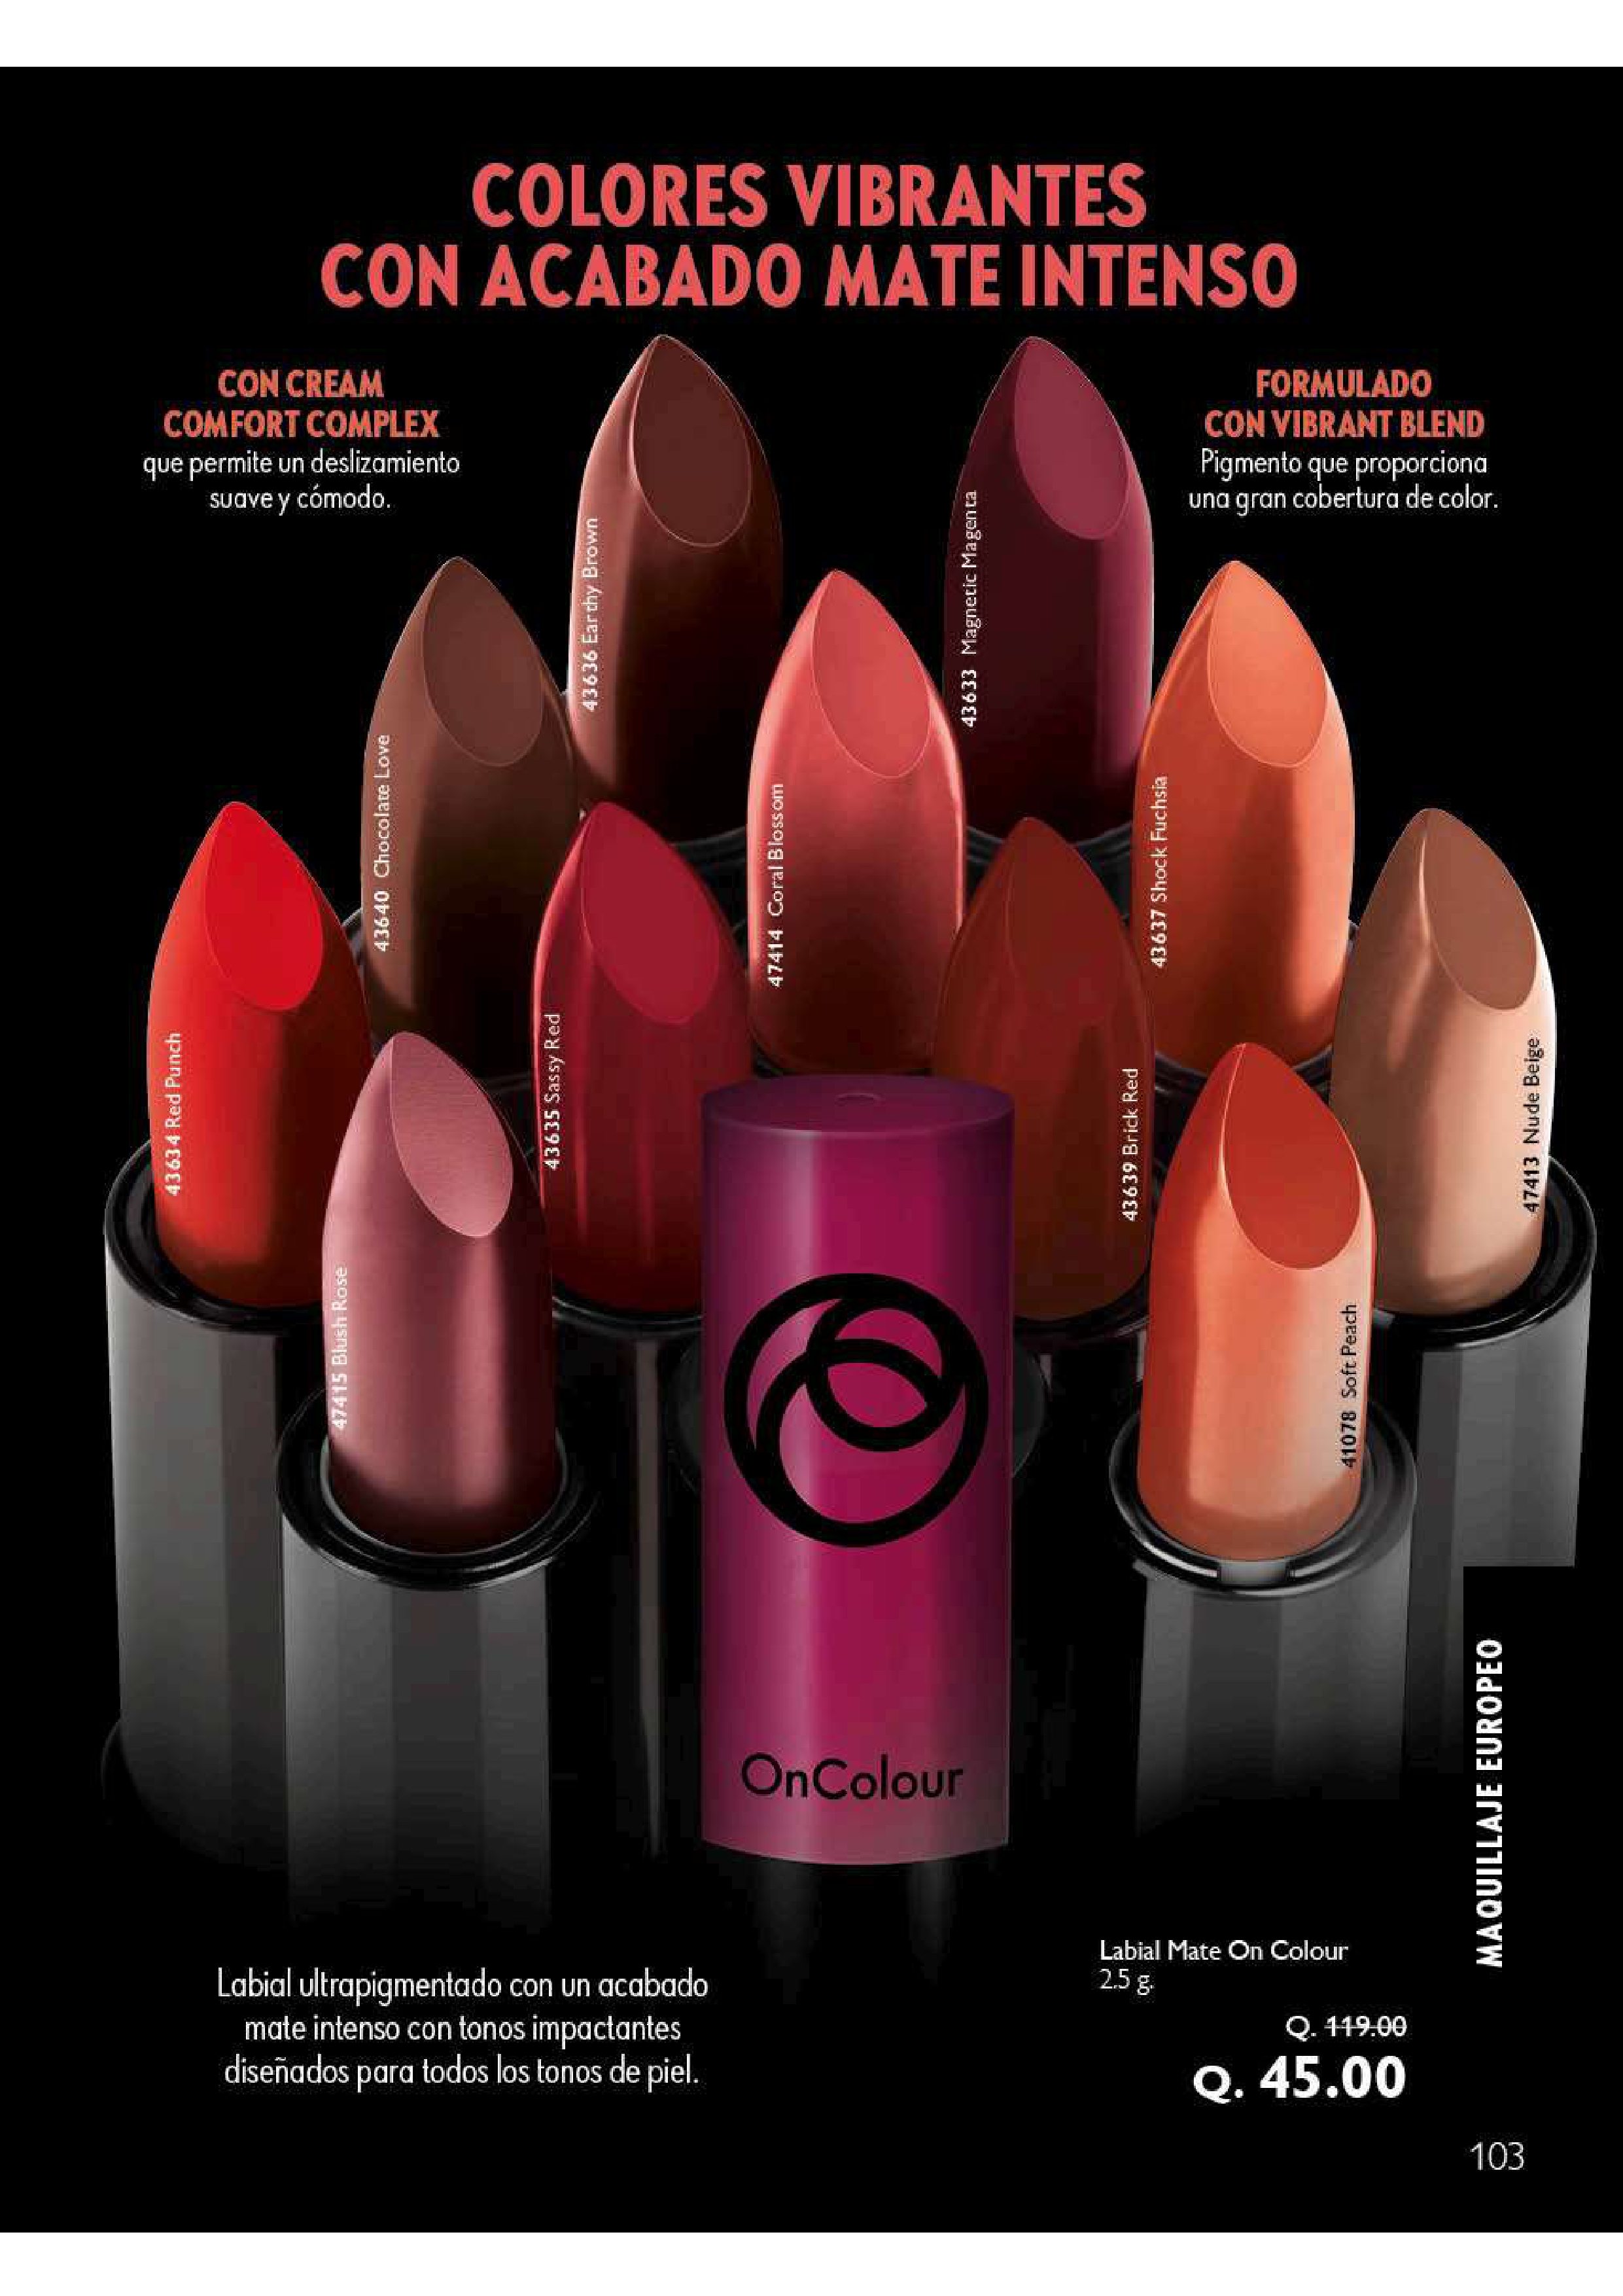 COLORES VIBRANTES
CON ACABADO MATE INTENSO
CON CREAM
COMFORT COMPLEX
que permite un deslizamiento
suave y cómodo.
FORMULADO
CON VIBRANT BLEND
Pigmento que proporciona
una gran cobertura de color.
43636 Earthy Brown
43633 Magnetic Magenta
43640 Chocolate Love
47414 Coral Blossom
43637 Shock Fuchsia
43634 Red Punch
43635 Sassy Red
43639 Brick Red
47413 Nude Beige
47415 Blush Rose
41078 Soft Peach
OnColour
MAQUILLAJE EUROPEO
Labial ultrapigmentado con un acabado
mate intenso con tonos impactantes
diseñados para todos los tonos de piel.
Labial Mate On Colour
2.5 g.
Q. 119.00
Q. 45.00
103